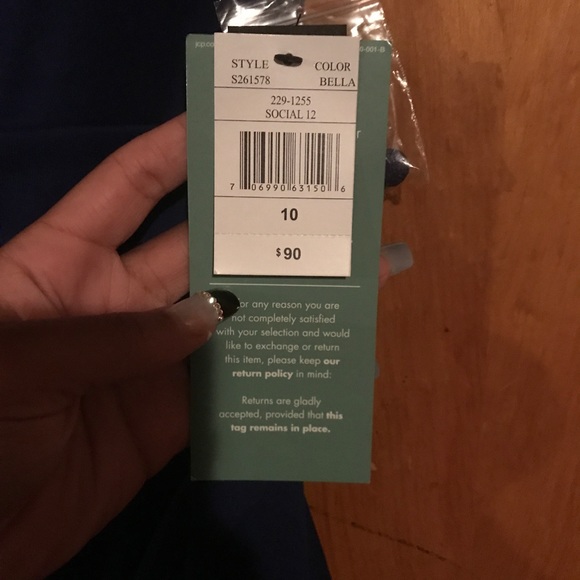 STYLE COLOR
S261578 BELLA
229-1255
SOCIAL 12
7 06990 63150 6
10
$90
or any reason you are
not completely satisfied
with your selection and would
like to exchange or return
this item, please keep our
return policy in mind:
Returns are gladly
accepted, provided that this
tag remains in place.